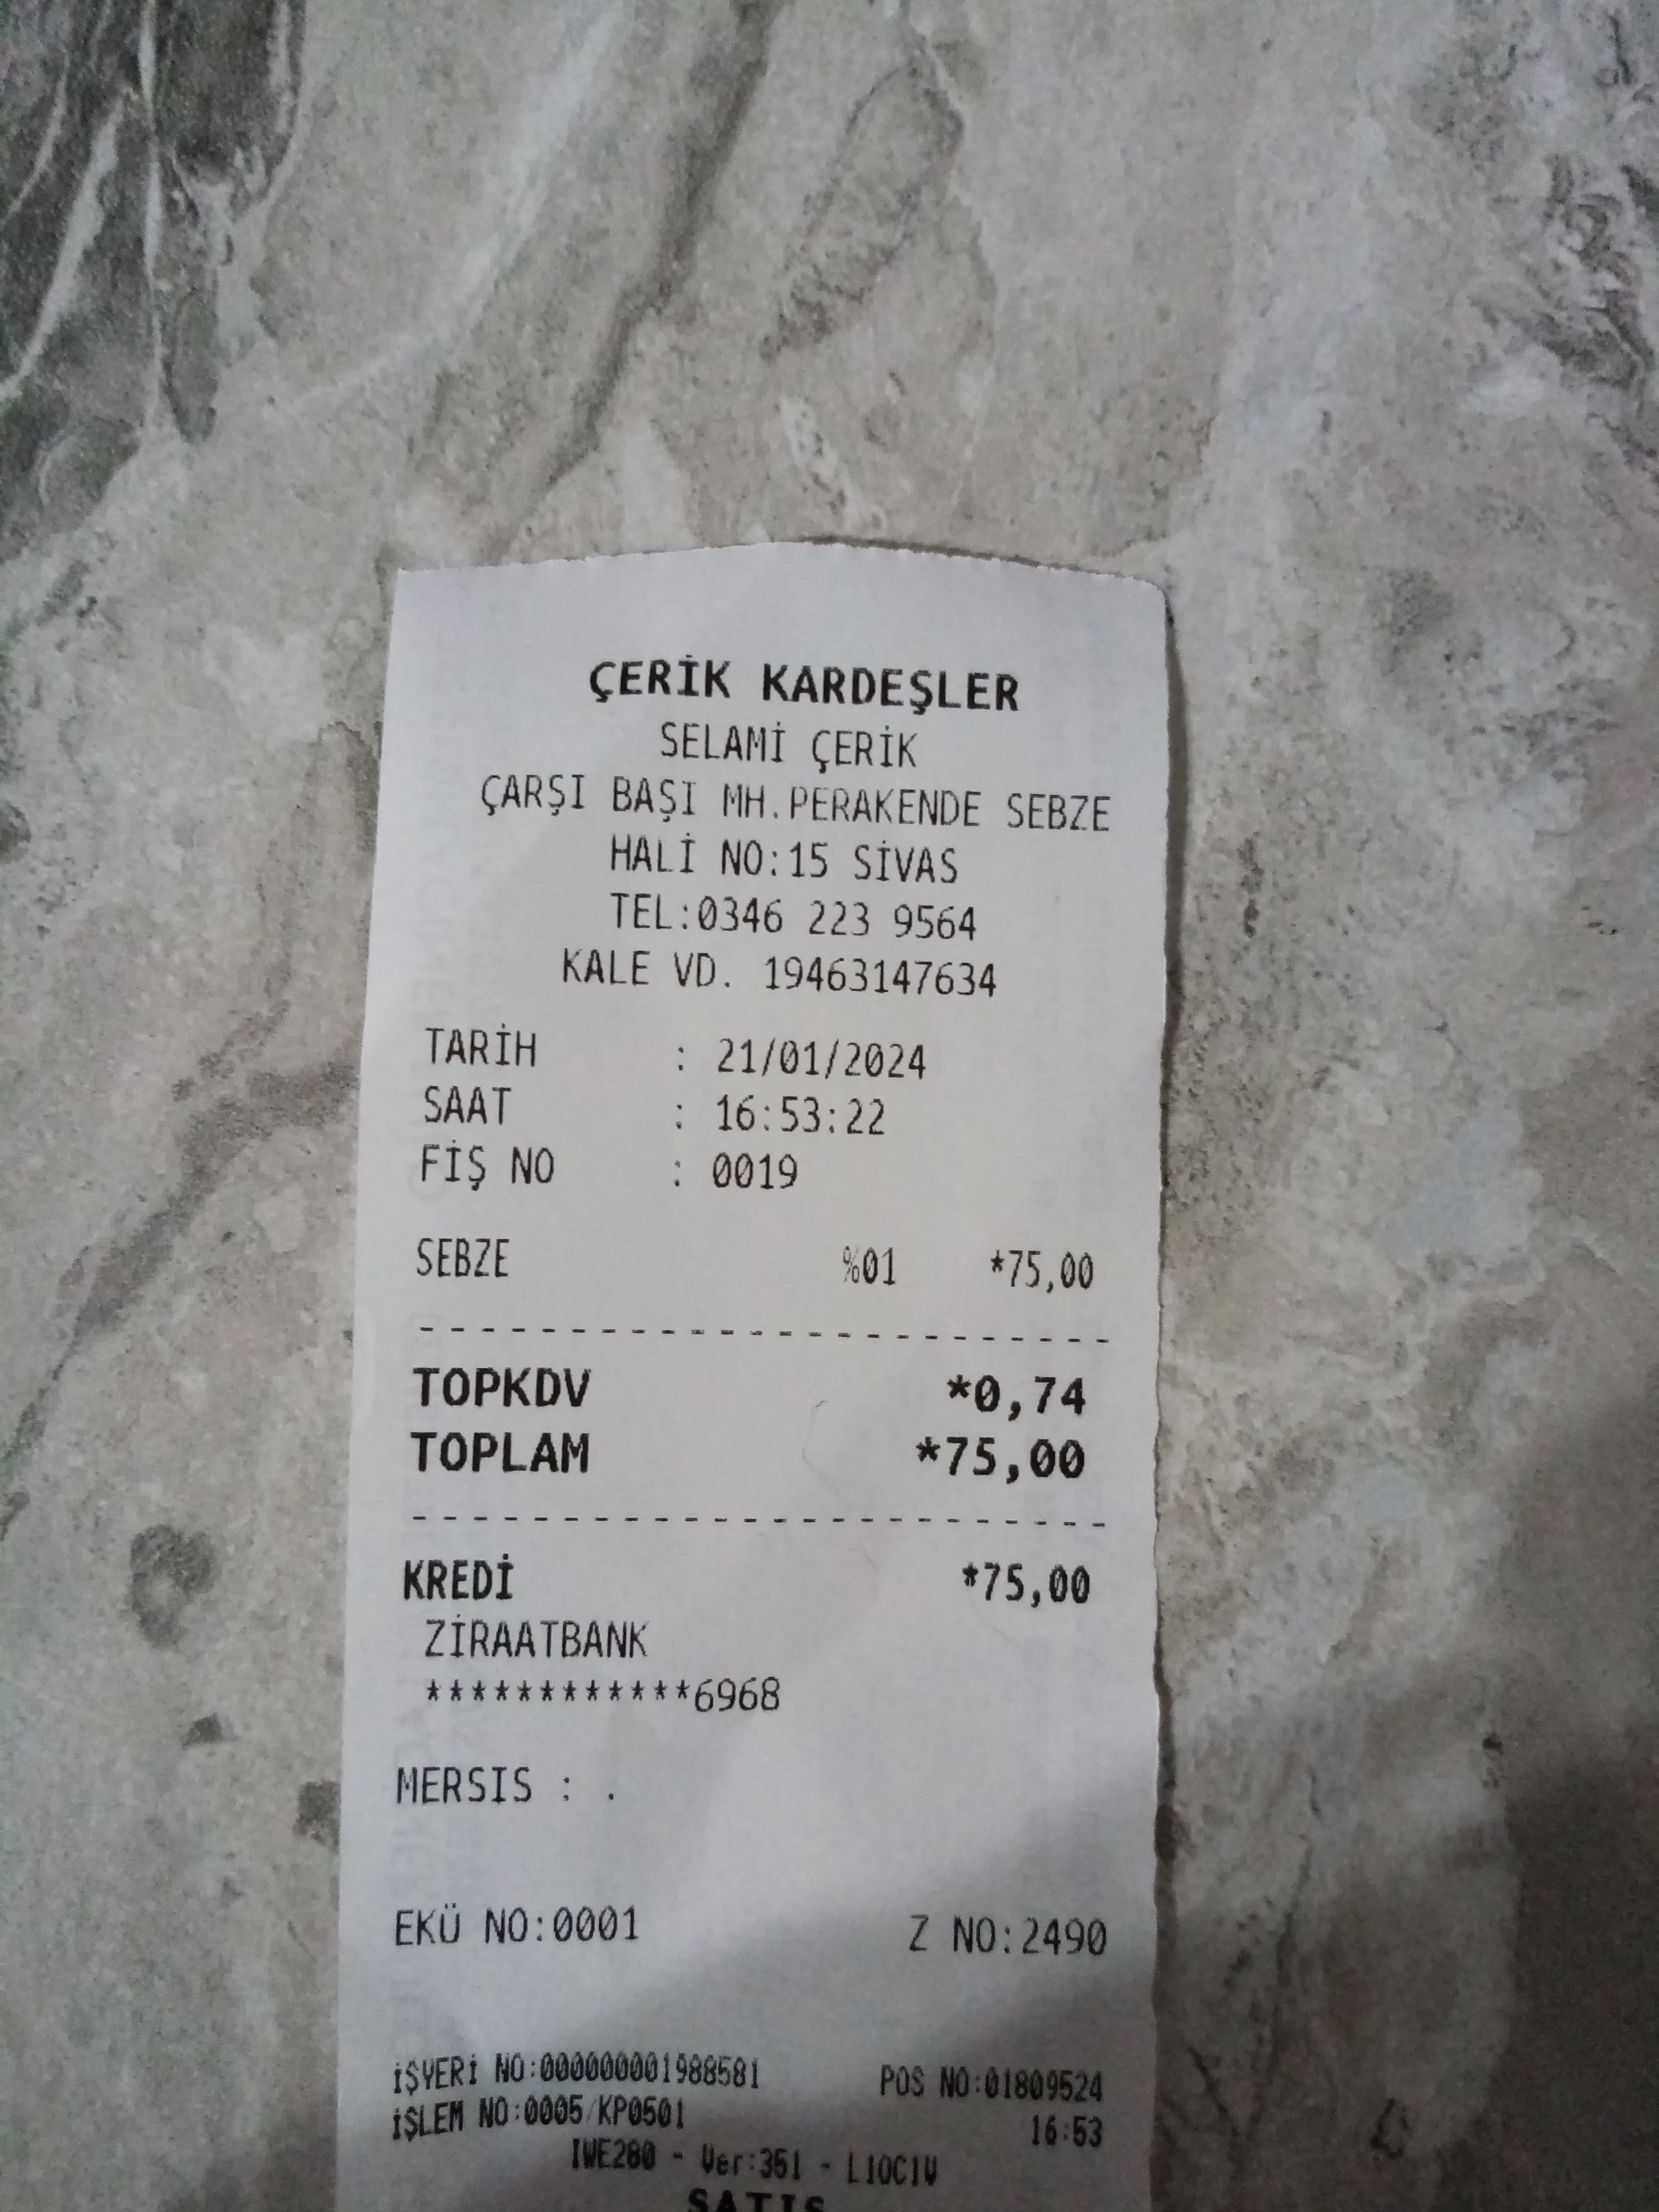 ÇERİK KARDEŞLER
SELAMİ ÇERİK
ÇARŞI BAŞI MH.PERAKENDE SEBZE
HALİ NO:15 SİVAS
TEL:0346 223 9564
KALE VD. 19463147634
TARİH : 21/01/2024
SAAT : 16:53:22
FİŞ NO : 0019
SEBZE %01 *75,00
-------------------------
TOPKDV *0,74
TOPLAM *75,00
-------------------------
KREDİ *75,00
ZİRAATBANK
************6968
MERSIS : .
EKÜ NO:0001 Z NO:2490
İŞYERİ NO:000000001988581 POS NO:01809524
İŞLEM NO:0005/KP0501 16:53
IWE280 - Ver:351 - L10C1V
SATIS